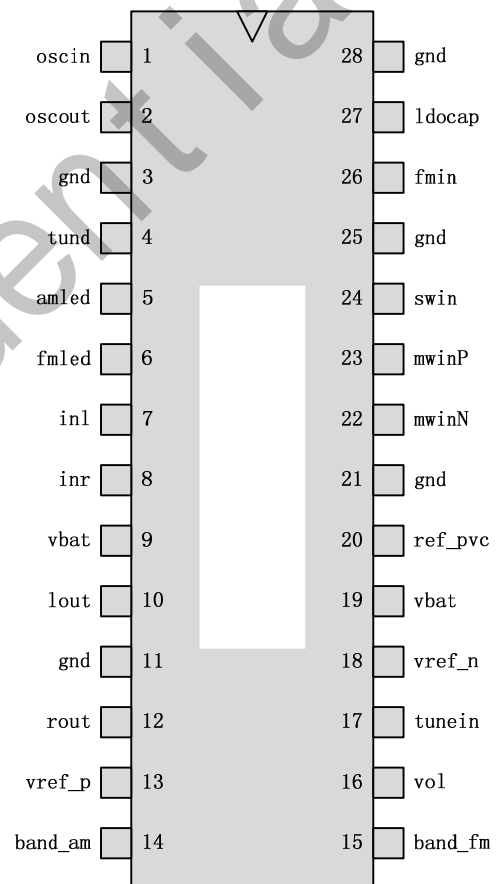 oscin 1 28 gnd
oscout 2 27 ldocap
gnd 3 26 fmin
tund 4 25 gnd
amled 5 24 swin
fmled 6 23 mwinP
inl 7 22 mwinN
inr 8 21 gnd
vbat 9 20 ref_pvc
lout 10 19 vbat
gnd 11 18 vref_n
rout 12 17 tunein
vref_p 13 16 vol
band_am 14 15 band_fm